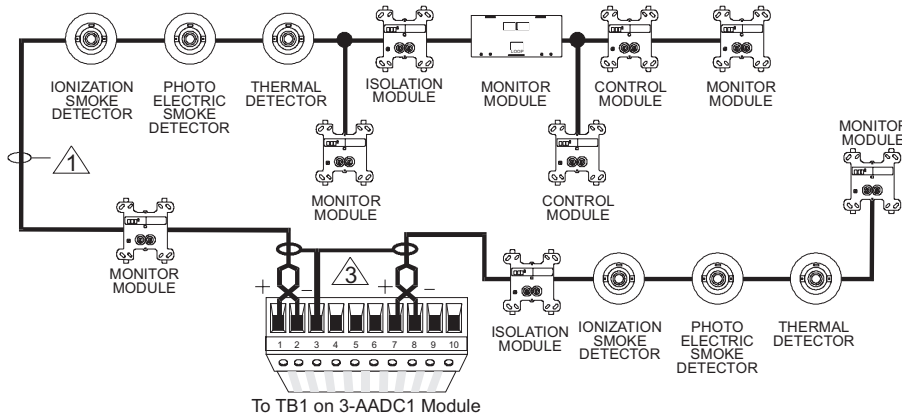 IONIZATION
SMOKE
DETECTOR
PHOTO
ELECTRIC
SMOKE
DETECTOR
THERMAL
DETECTOR
ISOLATION
MODULE
LOOP
MONITOR
MODULE
CONTROL
MODULE
MONITOR
MODULE
MONITOR
MODULE
1
MONITOR
MODULE
CONTROL
MODULE
MONITOR
MODULE
3
+ − + −
ISOLATION
MODULE
IONIZATION
SMOKE
DETECTOR
PHOTO
ELECTRIC
SMOKE
DETECTOR
THERMAL
DETECTOR
1 2 3 4 5 6 7 8 9 10
To TB1 on 3-AADC1 Module